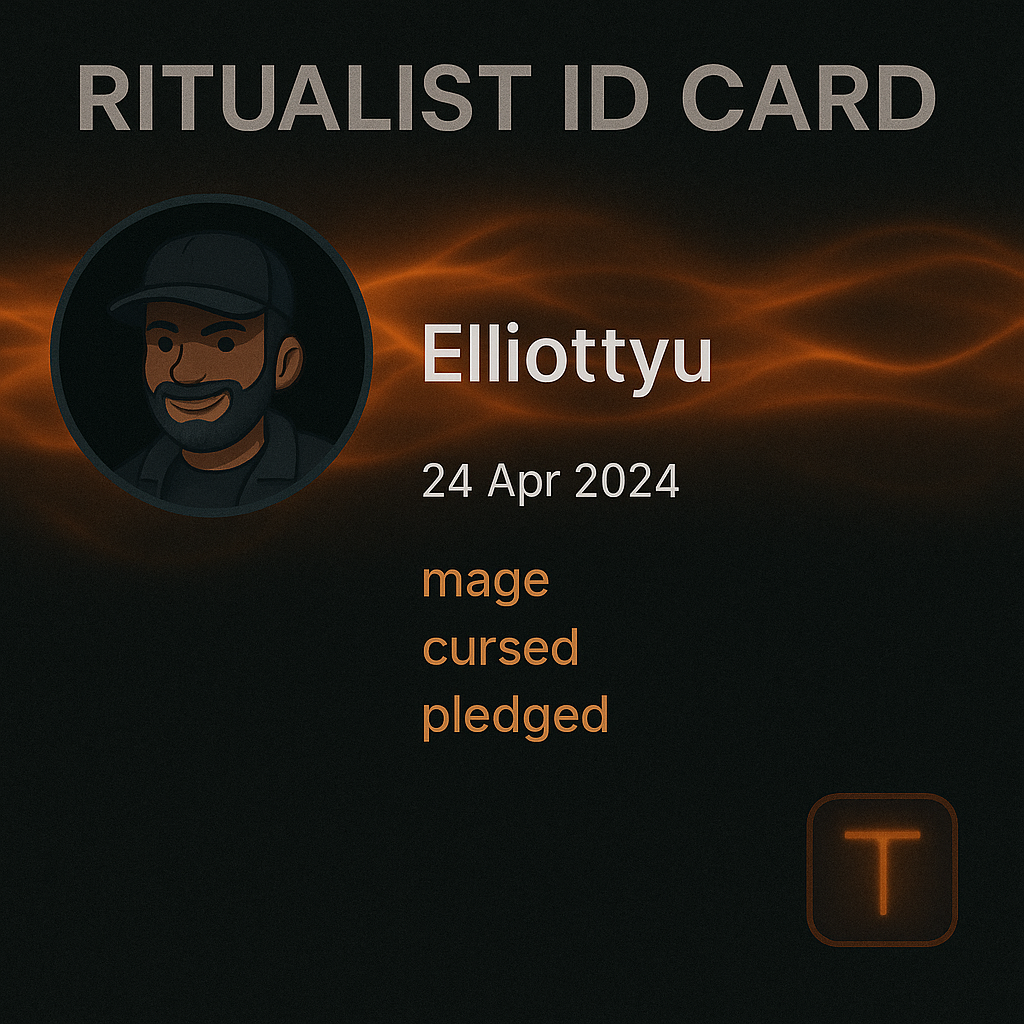 RITUALIST ID CARD
Elliottyu
24 Apr 2024
mage
cursed
pledged
T